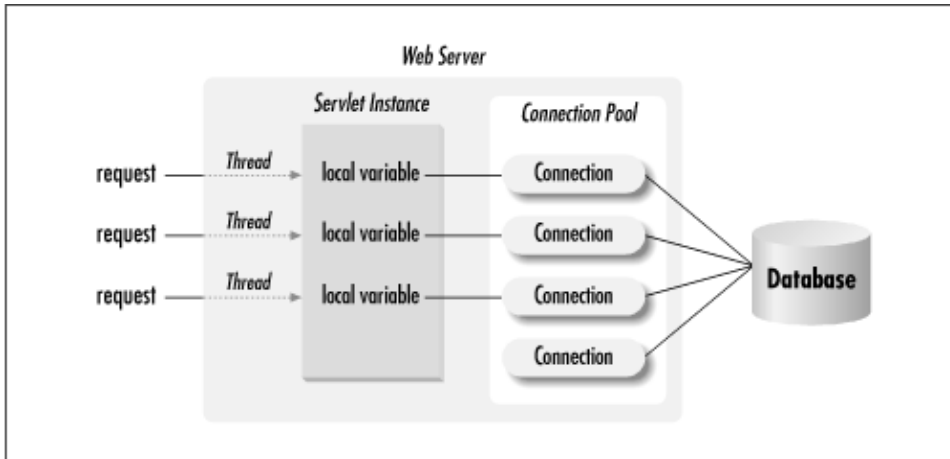 Web Server
Servlet Instance
Connection Pool
request
Thread
local variable
Connection
request
Thread
local variable
Connection
Database
request
Thread
local variable
Connection
Connection